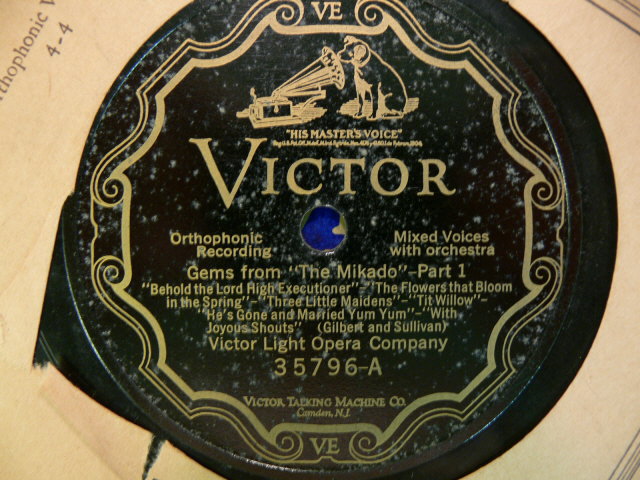 Orthophonic V
4-4
VE
"HIS MASTER'S VOICE"
VICTOR
Orthophonic
Recording
Mixed Voices
with orchestra
Gems from "The Mikado"-Part 1
"Behold the Lord High Executioner"-"The Flowers that Bloom
in the Spring"-"Three Little Maidens"-"Tit Willow"-
"He's Gone and Married Yum Yum"-"With
Joyous Shouts" (Gilbert and Sullivan)
Victor Light Opera Company
35796-A
VICTOR TALKING MACHINE CO.
Camden, N.J.
VE